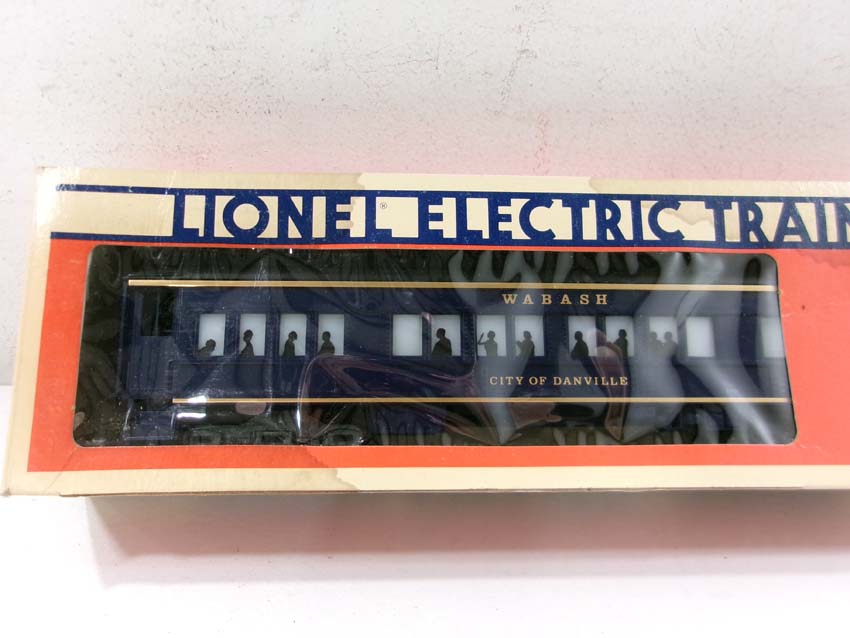 LIONEL® ELECTRIC TRAIN
WABASH
CITY OF DANVILLE